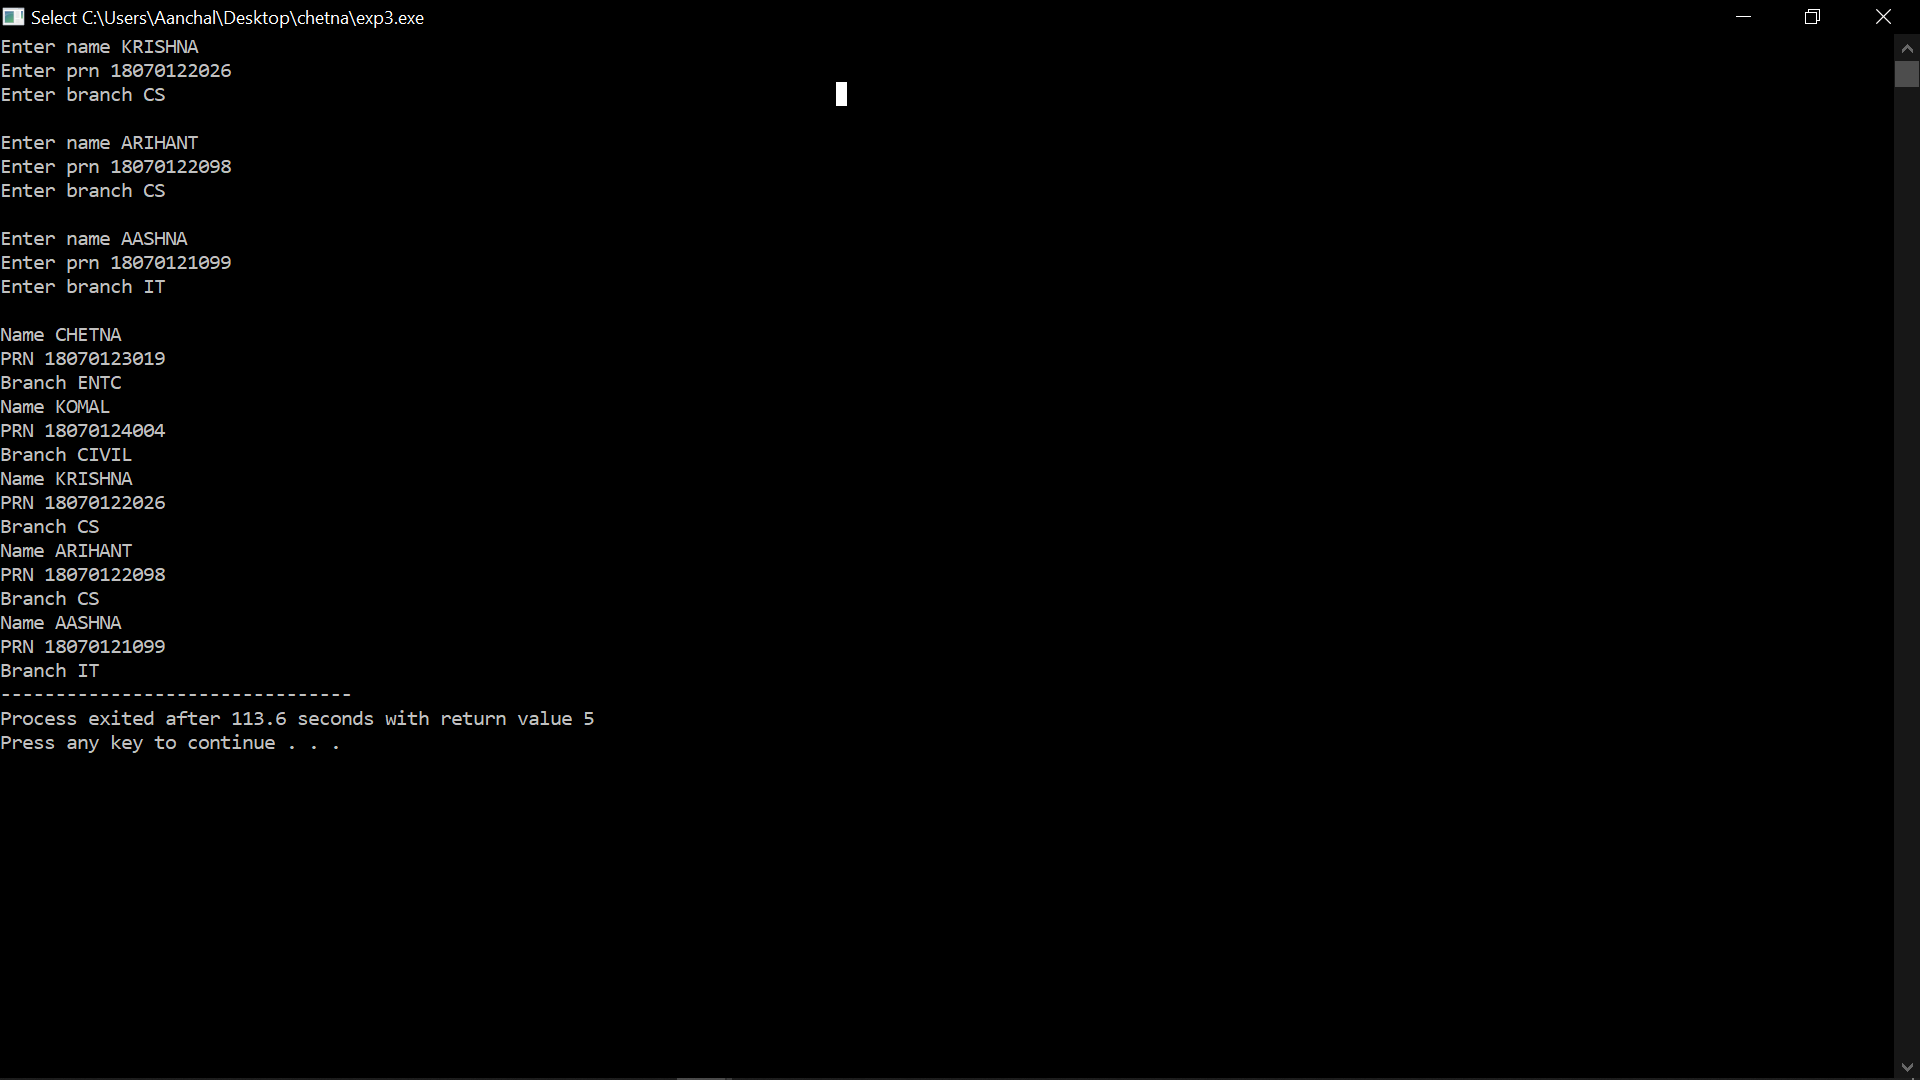 Select C:\Users\Aanchal\Desktop\chetna\exp3.exe
Enter name KRISHNA
Enter prn 18070122026
Enter branch CS
Enter name ARIHANT
Enter prn 18070122098
Enter branch CS
Enter name AASHNA
Enter prn 18070121099
Enter branch IT
Name CHETNA
PRN 18070123019
Branch ENTC
Name KOMAL
PRN 18070124004
Branch CIVIL
Name KRISHNA
PRN 18070122026
Branch CS
Name ARIHANT
PRN 18070122098
Branch CS
Name AASHNA
PRN 18070121099
Branch IT
--------------------------------
Process exited after 113.6 seconds with return value 5
Press any key to continue . . .